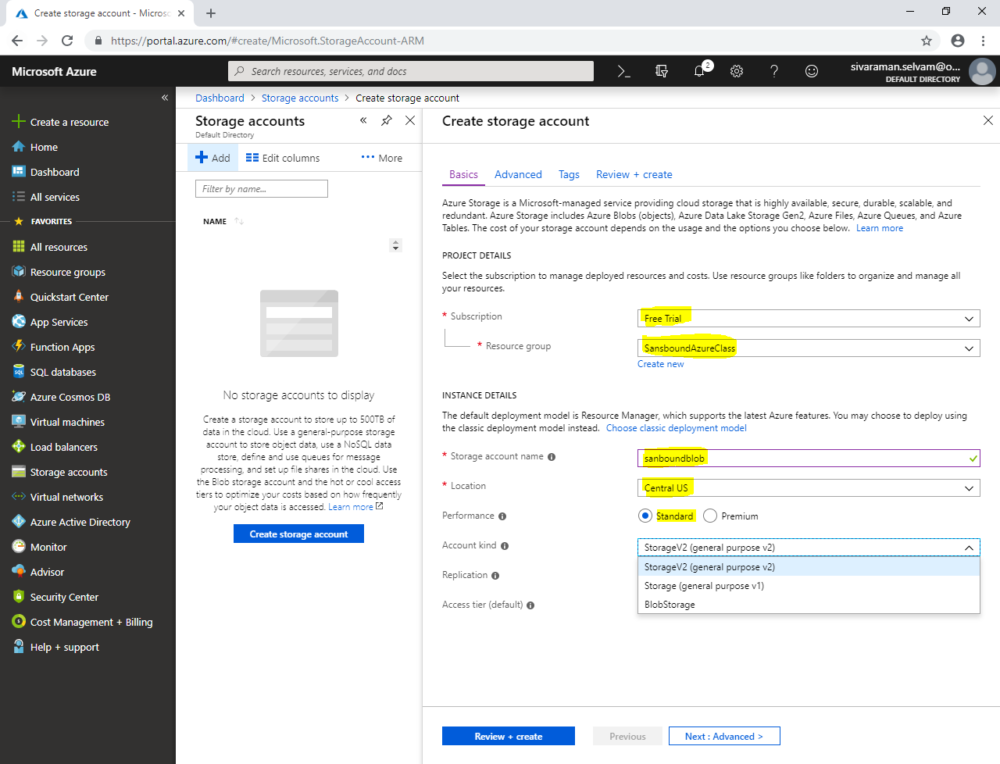 Create storage account - Microsc
https://portal.azure.com/#create/Microsoft.StorageAccount-ARM
Microsoft Azure
Search resources, services, and docs
2
sivaraman.selvam@o...
DEFAULT DIRECTORY
Create a resource
Home
Dashboard
All services
FAVORITES
All resources
Resource groups
Quickstart Center
App Services
Function Apps
SQL databases
Azure Cosmos DB
Virtual machines
Load balancers
Storage accounts
Virtual networks
Azure Active Directory
Monitor
Advisor
Security Center
Cost Management + Billing
Help + support
Dashboard > Storage accounts > Create storage account
Storage accounts
Default Directory
Add
Edit columns
More
Filter by name...
NAME
No storage accounts to display
Create a storage account to store up to 500TB of
data in the cloud. Use a general-purpose storage
account to store object data, use a NoSQL data
store, define and use queues for message
processing, and set up file shares in the cloud. Use
the Blob storage account and the hot or cool access
tiers to optimize your costs based on how frequently
your object data is accessed. Learn more
Create storage account
Create storage account
Basics
Advanced
Tags
Review + create
Azure Storage is a Microsoft-managed service providing cloud storage that is highly available, secure, durable, scalable, and
redundant. Azure Storage includes Azure Blobs (objects), Azure Data Lake Storage Gen2, Azure Files, Azure Queues, and Azure
Tables. The cost of your storage account depends on the usage and the options you choose below. Learn more
PROJECT DETAILS
Select the subscription to manage deployed resources and costs. Use resource groups like folders to organize and manage all
your resources.
* Subscription
Free Trial
* Resource group
SansboundAzureClass
Create new
INSTANCE DETAILS
The default deployment model is Resource Manager, which supports the latest Azure features. You may choose to deploy using
the classic deployment model instead. Choose classic deployment model
* Storage account name
sanboundblob
* Location
Central US
Performance
Standard
Premium
Account kind
StorageV2 (general purpose v2)
StorageV2 (general purpose v2)
Storage (general purpose v1)
BlobStorage
Replication
Access tier (default)
Review + create
Previous
Next : Advanced >